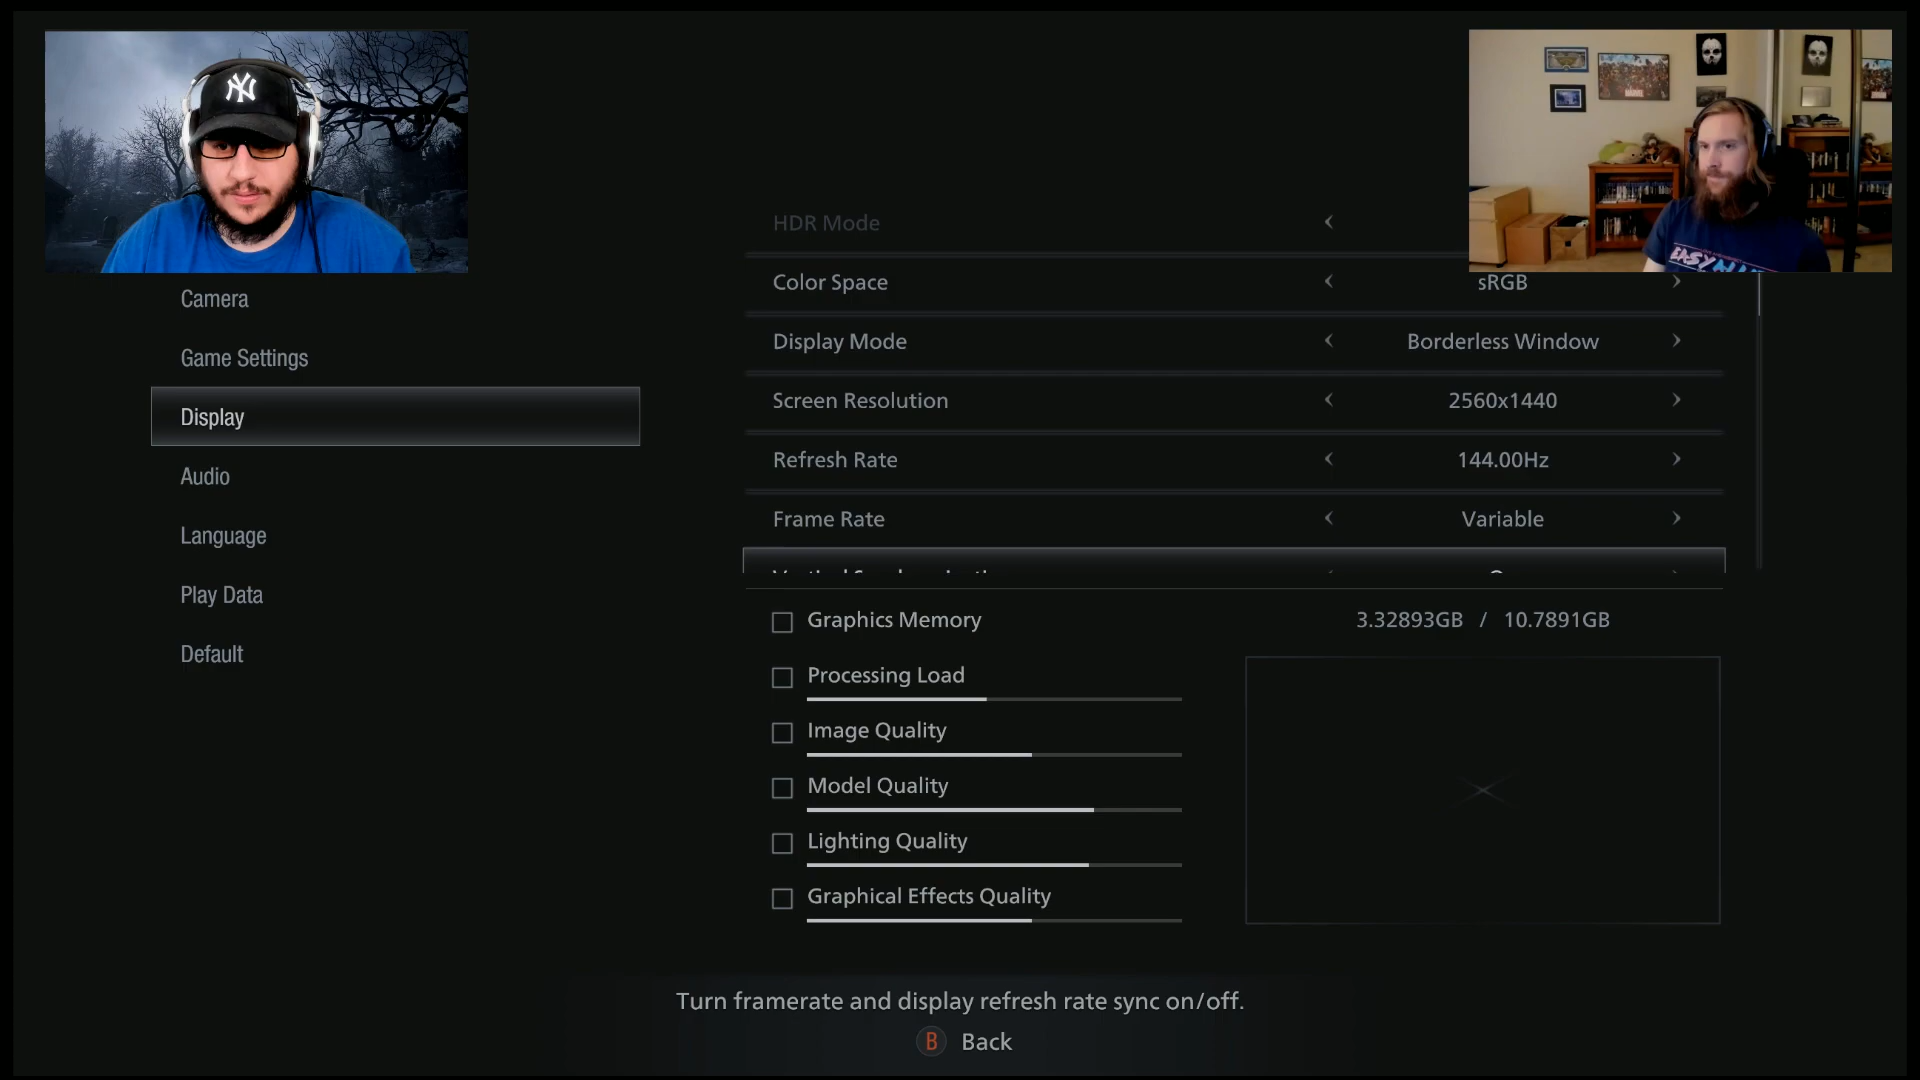 NY
EASY
HDR Mode
Color Space
sRGB
Display Mode
Borderless Window
Screen Resolution
2560x1440
Refresh Rate
144.00Hz
Frame Rate
Variable
Camera
Game Settings
Display
Audio
Language
Play Data
Default
Graphics Memory
3.32893GB / 10.7891GB
Processing Load
Image Quality
Model Quality
Lighting Quality
Graphical Effects Quality
Turn framerate and display refresh rate sync on/off.
B Back